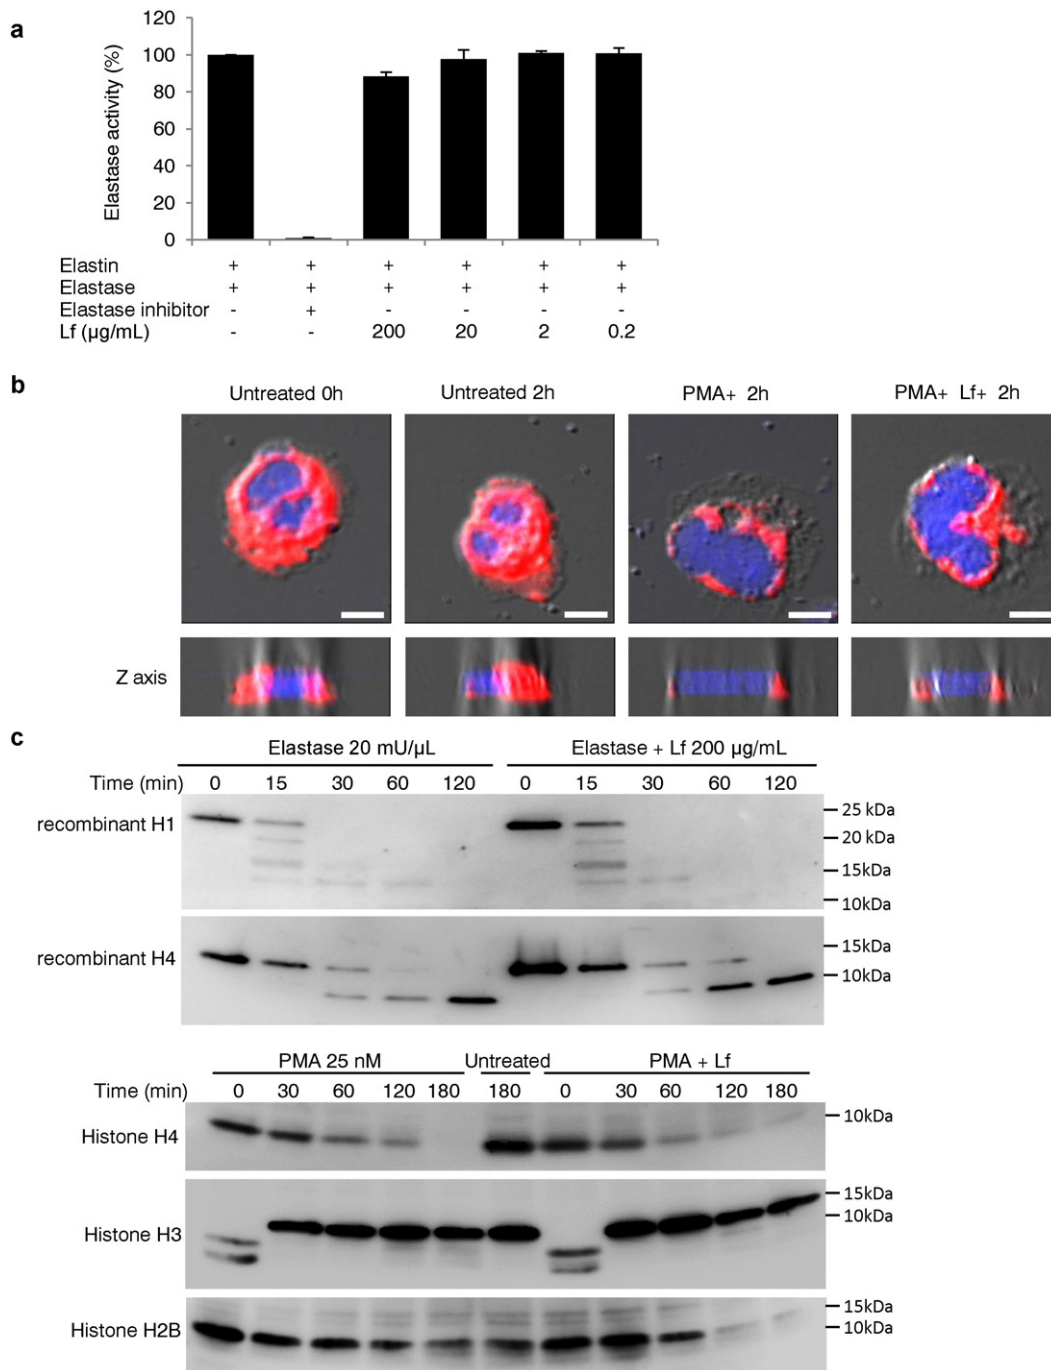 a
Elastase activity (%)
120
100
80
60
40
20
0
Elastin + + + + + +
Elastase + + + + + +
Elastase inhibitor - + - - - -
Lf (µg/mL) - - 200 20 2 0.2
b
Untreated 0h Untreated 2h PMA+ 2h PMA+ Lf+ 2h
Z axis
c
Elastase 20 mU/µL Elastase + Lf 200 µg/mL
Time (min) 0 15 30 60 120 0 15 30 60 120
recombinant H1
25 kDa
20 kDa
15kDa
10kDa
recombinant H4
15kDa
10kDa
PMA 25 nM Untreated PMA + Lf
Time (min) 0 30 60 120 180 180 0 30 60 120 180
Histone H4
10kDa
Histone H3
15kDa
10kDa
Histone H2B
15kDa
10kDa